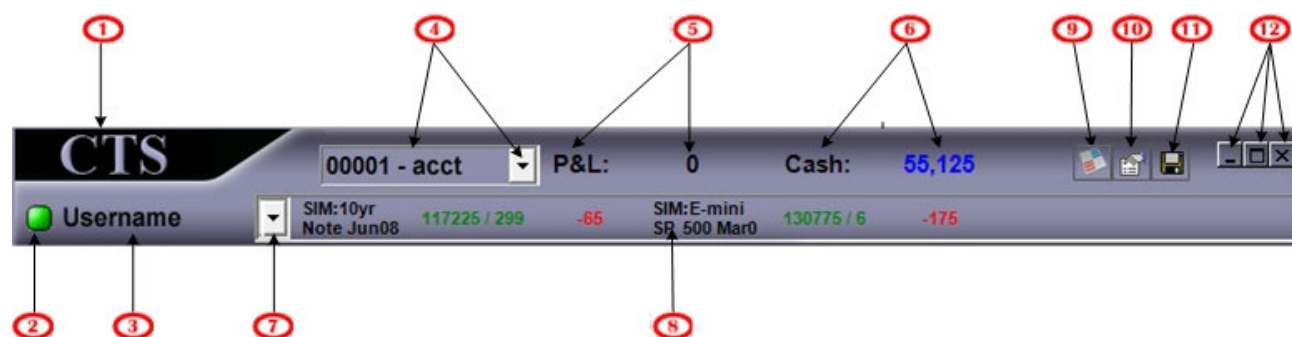 1 4 5 6 9 10 11 12
CTS 00001 - acct P&L: 0 Cash: 55,125
Username SIM:10yr 117225 / 299 -65 SIM:E-mini 130775 / 6 -175
Note Jun08 SP 500 Mar0
2 3 7 8